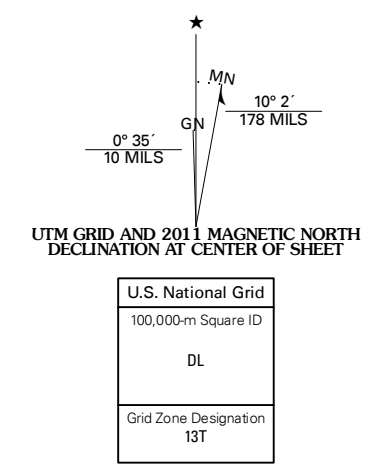 ★
MN
10° 2´
178 MILS
GN
0° 35´
10 MILS
UTM GRID AND 2011 MAGNETIC NORTH
DECLINATION AT CENTER OF SHEET
U.S. National Grid
100,000-m Square ID
DL
Grid Zone Designation
13T